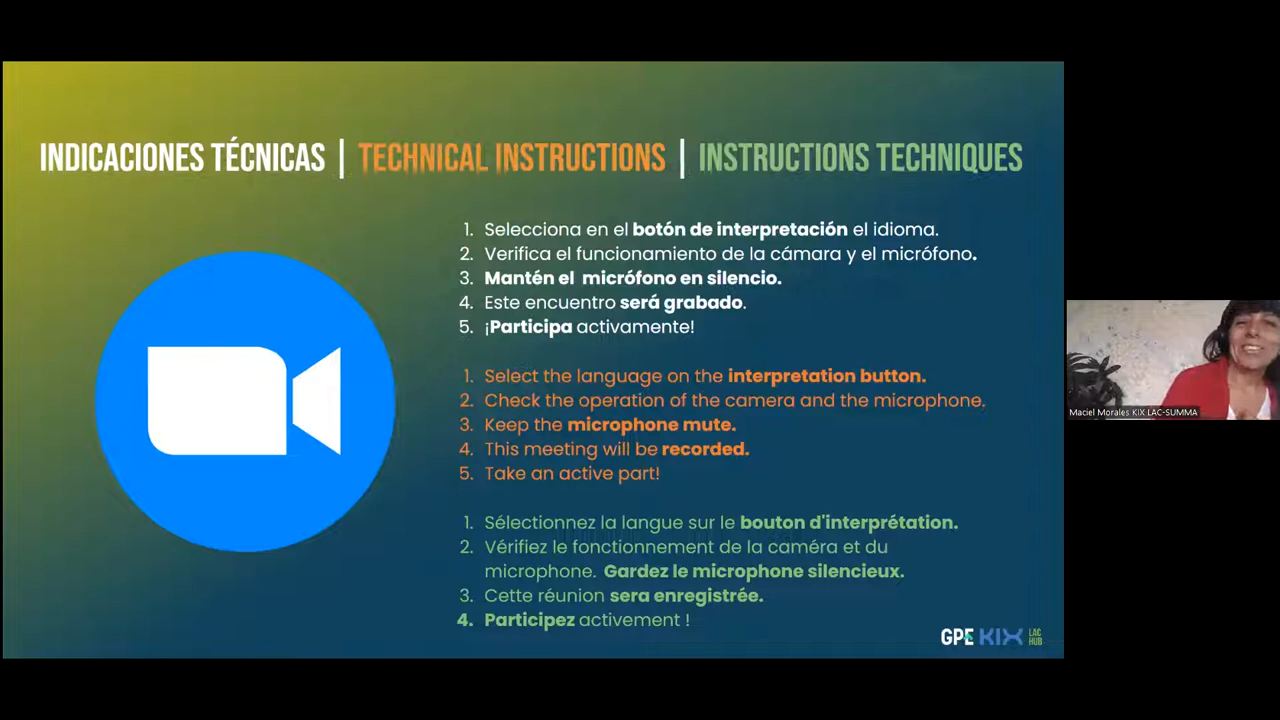 INDICACIONES TÉCNICAS | TECHNICAL INSTRUCTIONS | INSTRUCTIONS TECHNIQUES
1. Selecciona en el botón de interpretación el idioma.
2. Verifica el funcionamiento de la cámara y el micrófono.
3. Mantén el micrófono en silencio.
4. Este encuentro será grabado.
5. ¡Participa activamente!
1. Select the language on the interpretation button.
2. Check the operation of the camera and the microphone.
3. Keep the microphone mute.
4. This meeting will be recorded.
5. Take an active part!
1. Sélectionnez la langue sur le bouton d'interprétation.
2. Vérifiez le fonctionnement de la caméra et du
microphone. Gardez le microphone silencieux.
3. Cette réunion sera enregistrée.
4. Participez activement !
GPE KIX LAC HUB
Maciel Morales KIX LAC-SUMMA